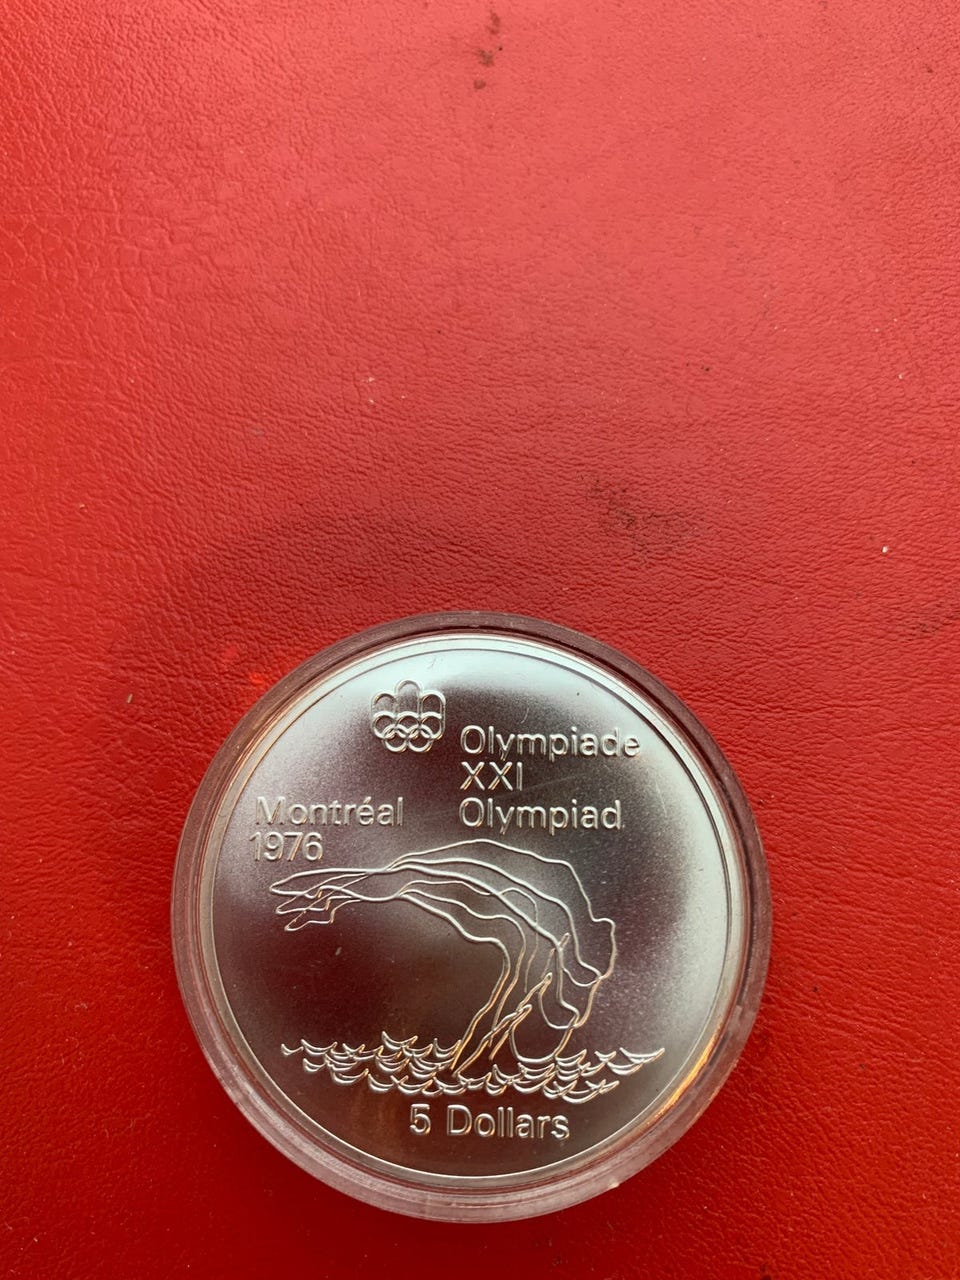 Olympiade
XXI
Olympiad
Montréal
1976
5 Dollars